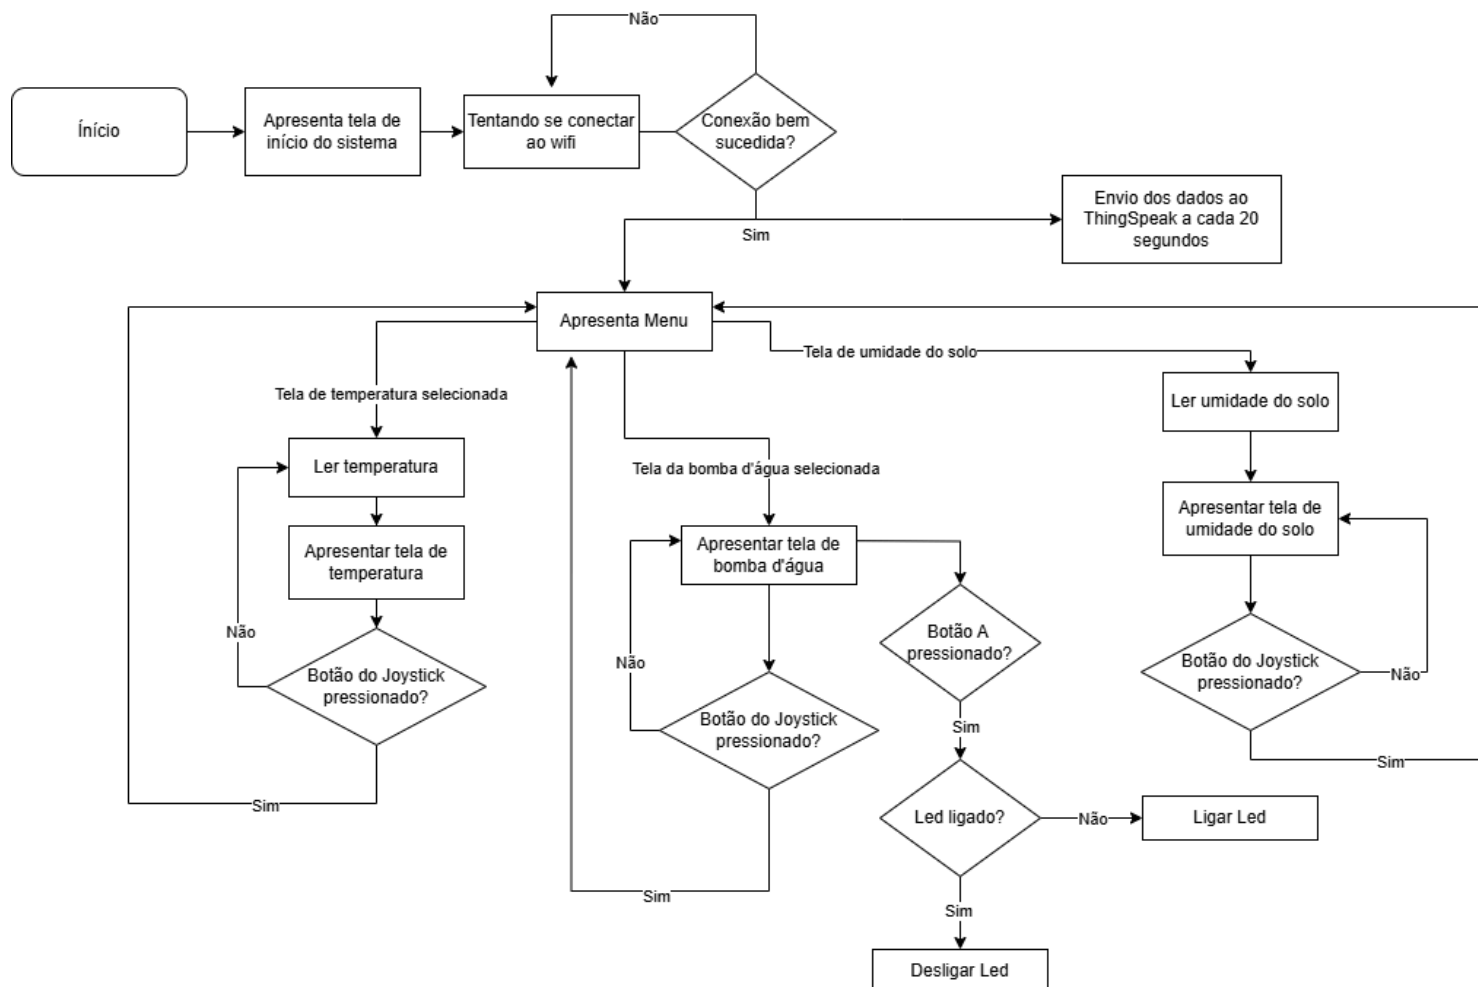 Não
Ínício
Apresenta tela de
início do sistema
Tentando se conectar
ao wifi
Conexão bem
sucedida?
Envio dos dados ao
ThingSpeak a cada 20
segundos
Sim
Apresenta Menu
Tela de umidade do solo
Tela de temperatura selecionada
Ler temperatura
Apresentar tela de
temperatura
Não
Botão do Joystick
pressionado?
Sim
Tela da bomba d'água selecionada
Apresentar tela de
bomba d'água
Não
Botão do Joystick
pressionado?
Sim
Botão A
pressionado?
Sim
Led ligado?
Não
Ligar Led
Sim
Desligar Led
Ler umidade do solo
Apresentar tela de
umidade do solo
Botão do Joystick
pressionado?
Não
Sim